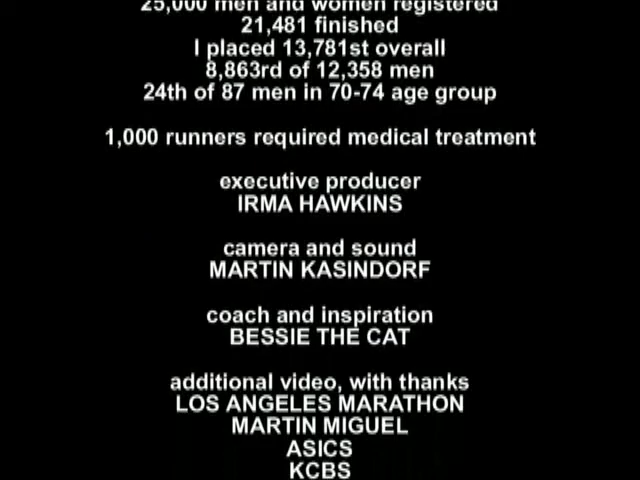 25,000 men and women registered
21,481 finished
I placed 13,781st overall
8,863rd of 12,358 men
24th of 87 men in 70-74 age group
1,000 runners required medical treatment
executive producer
IRMA HAWKINS
camera and sound
MARTIN KASINDORF
coach and inspiration
BESSIE THE CAT
additional video, with thanks
LOS ANGELES MARATHON
MARTIN MIGUEL
ASICS
KCBS